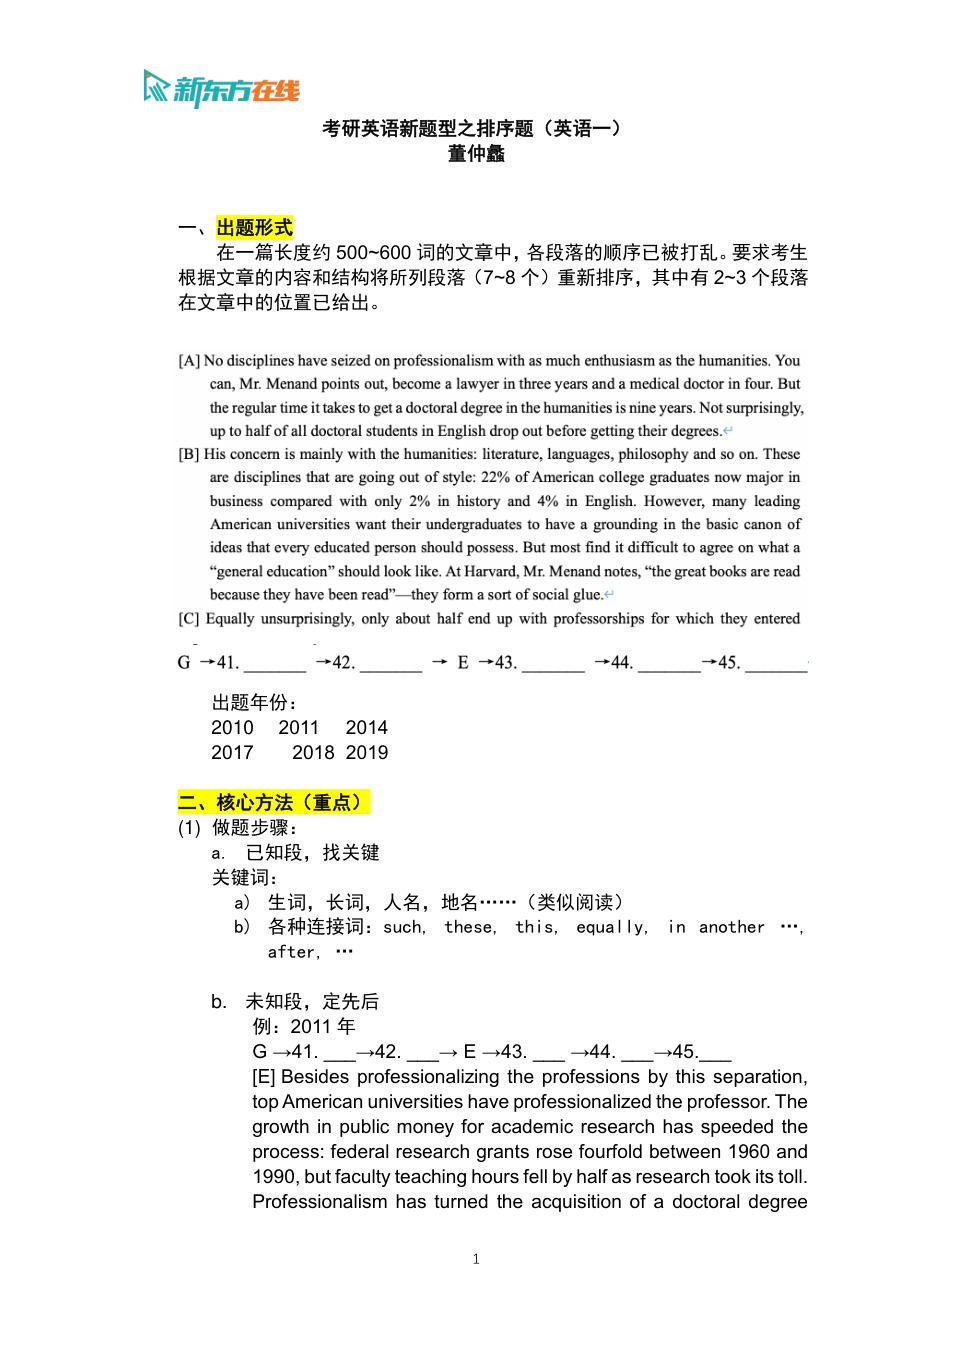 新东方在线
考研英语新题型之排序题（英语一）
董仲蠡
一、出题形式
在一篇长度约 500~600 词的文章中，各段落的顺序已被打乱。要求考生
根据文章的内容和结构将所列段落（7~8 个）重新排序，其中有 2~3 个段落
在文章中的位置已给出。
[A] No disciplines have seized on professionalism with as much enthusiasm as the humanities. You
can, Mr. Menand points out, become a lawyer in three years and a medical doctor in four. But
the regular time it takes to get a doctoral degree in the humanities is nine years. Not surprisingly,
up to half of all doctoral students in English drop out before getting their degrees.↵
[B] His concern is mainly with the humanities: literature, languages, philosophy and so on. These
are disciplines that are going out of style: 22% of American college graduates now major in
business compared with only 2% in history and 4% in English. However, many leading
American universities want their undergraduates to have a grounding in the basic canon of
ideas that every educated person should possess. But most find it difficult to agree on what a
“general education” should look like. At Harvard, Mr. Menand notes, “the great books are read
because they have been read”—they form a sort of social glue.↵
[C] Equally unsurprisingly, only about half end up with professorships for which they entered
G →41. ______ →42. ______ → E →43. ______ →44. ______→45. ______
出题年份：
2010 2011 2014
2017 2018 2019
二、核心方法（重点）
(1) 做题步骤：
a. 已知段，找关键
关键词：
a) 生词，长词，人名，地名……（类似阅读）
b) 各种连接词：such, these, this, equally, in another …,
after, …
b. 未知段，定先后
例：2011 年
G →41. ___→42. ___→ E →43. ___ →44. ___→45.___
[E] Besides professionalizing the professions by this separation,
top American universities have professionalized the professor. The
growth in public money for academic research has speeded the
process: federal research grants rose fourfold between 1960 and
1990, but faculty teaching hours fell by half as research took its toll.
Professionalism has turned the acquisition of a doctoral degree
1